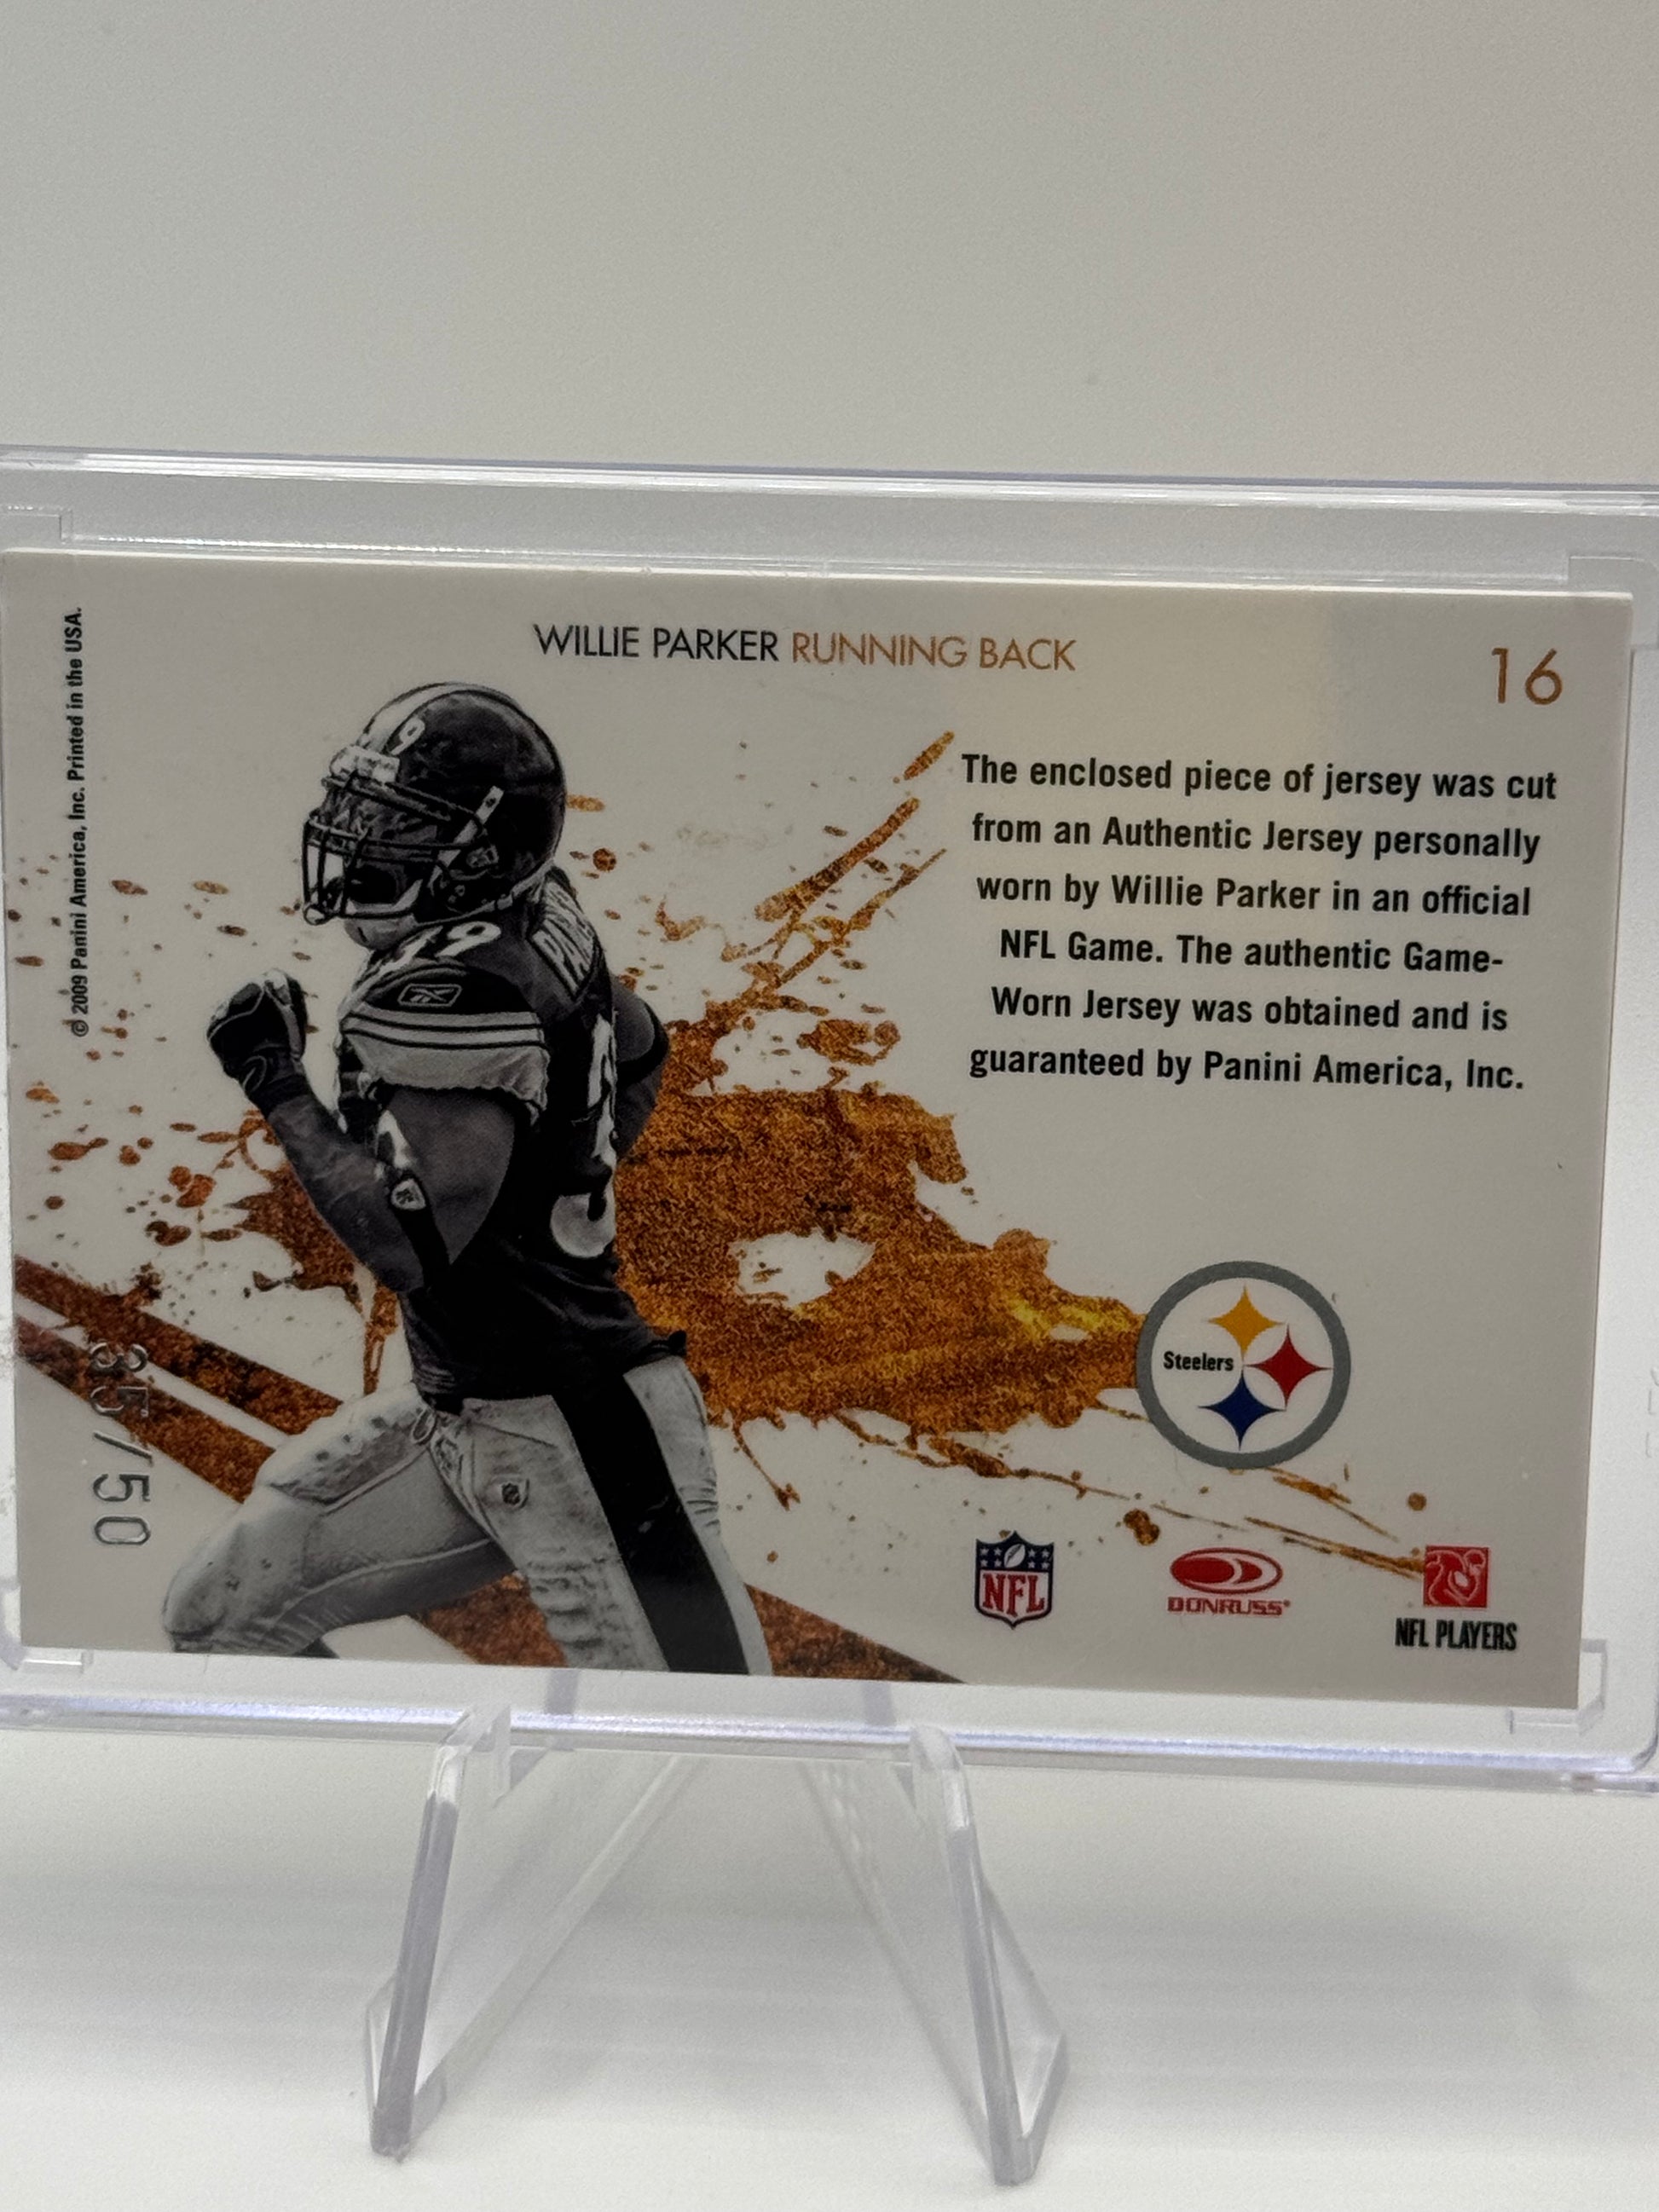 WILLIE PARKER RUNNING BACK
16
© 2009 Panini America, Inc. Printed in the USA.
The enclosed piece of jersey was cut
from an Authentic Jersey personally
worn by Willie Parker in an official
NFL Game. The authentic Game-
Worn Jersey was obtained and is
guaranteed by Panini America, Inc.
9
39
Steelers
35/50
NFL
DONRUSS®
NFL PLAYERS